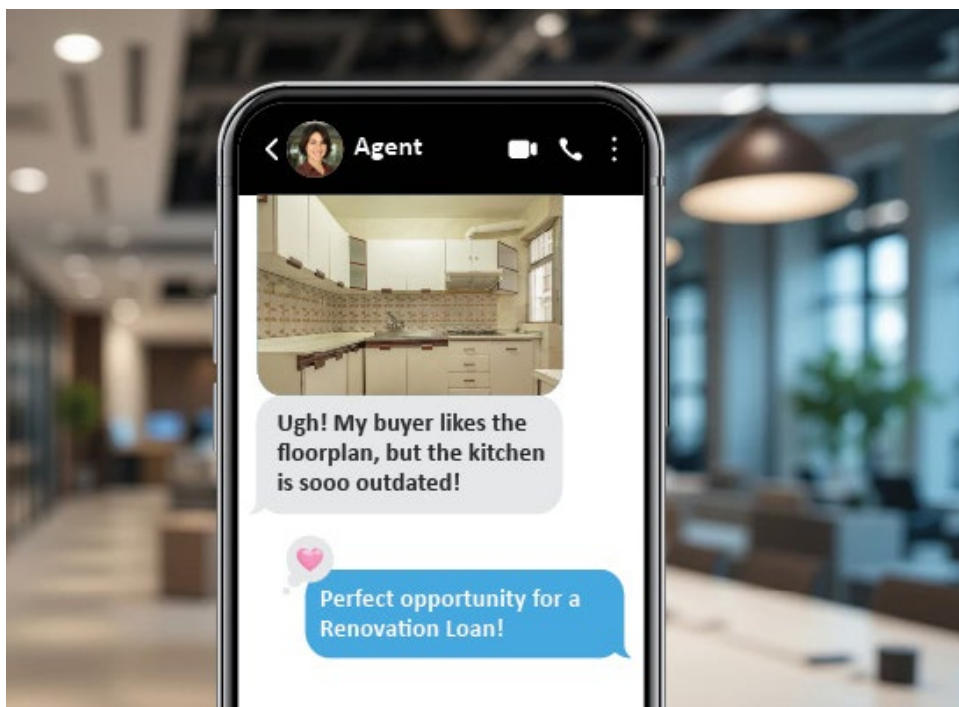 Agent
Ugh! My buyer likes the
floorplan, but the kitchen
is sooo outdated!
Perfect opportunity for a
Renovation Loan!